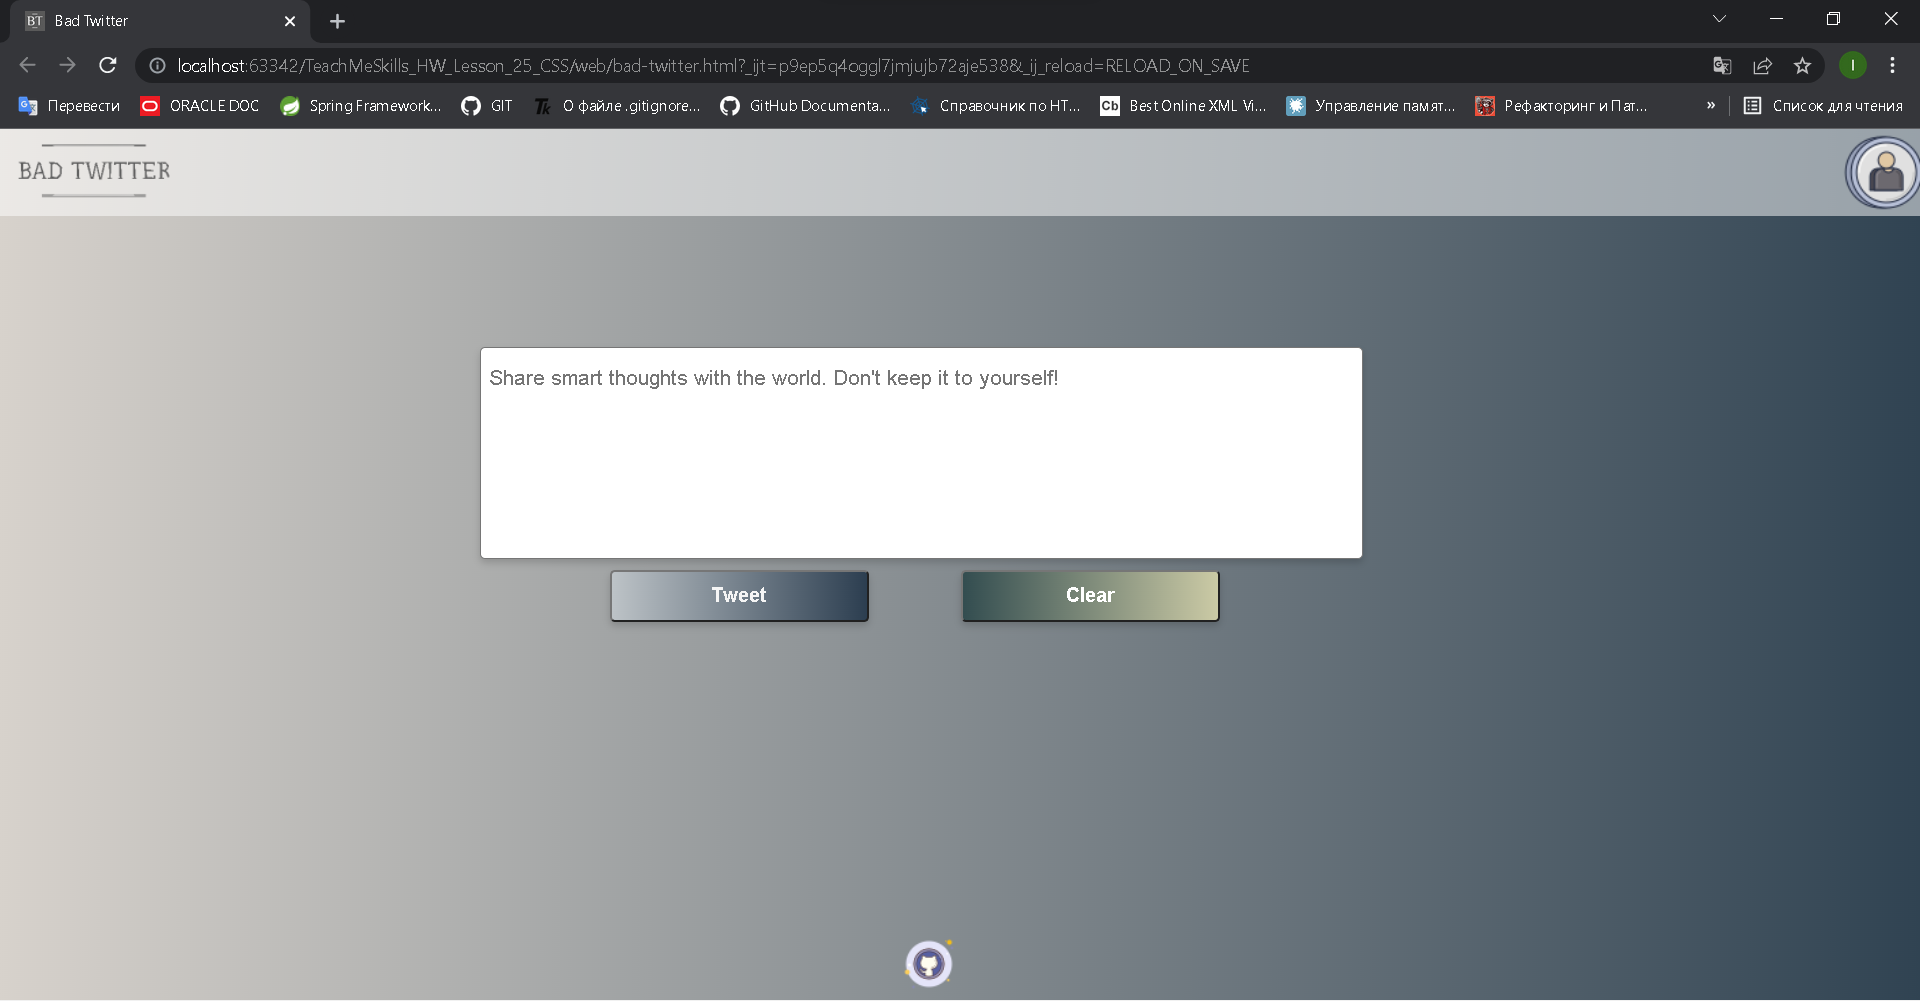 BT Bad Twitter
localhost:63342/TeachMeSkills_HW_Lesson_25_CSS/web/bad-twitter.html?_ijt=p9ep5q4oggl7jmjujb72aje538&_ij_reload=RELOAD_ON_SAVE I
Перевести ORACLE DOC Spring Framework... GIT Tk О файле .gitignore... GitHub Documenta... Справочник по HT... Cb Best Online XML Vi... Управление памят... Рефакторинг и Пат... » Список для чтения
BAD TWITTER
Share smart thoughts with the world. Don't keep it to yourself!
Tweet Clear